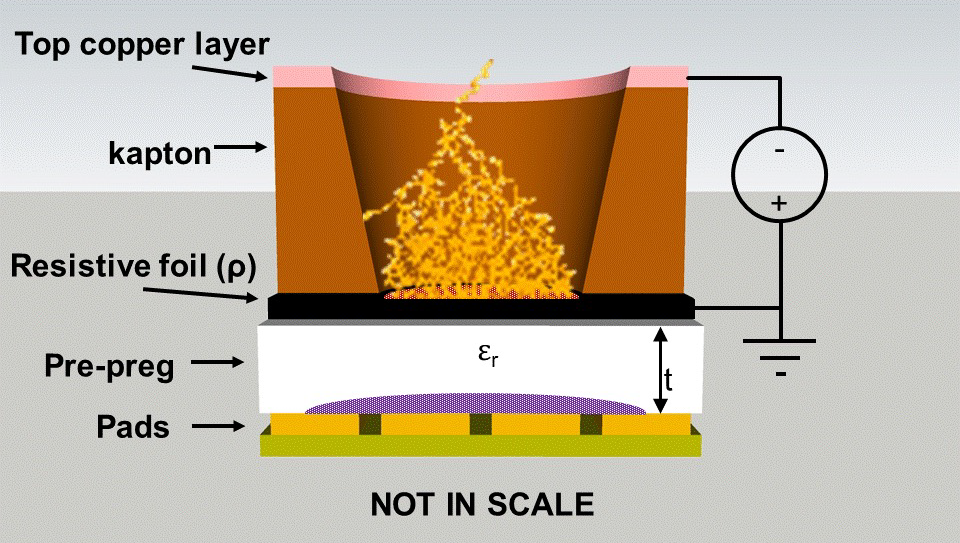 Top copper layer
kapton
-
+
Resistive foil (ρ)
Pre-preg
εr
t
Pads
-
NOT IN SCALE